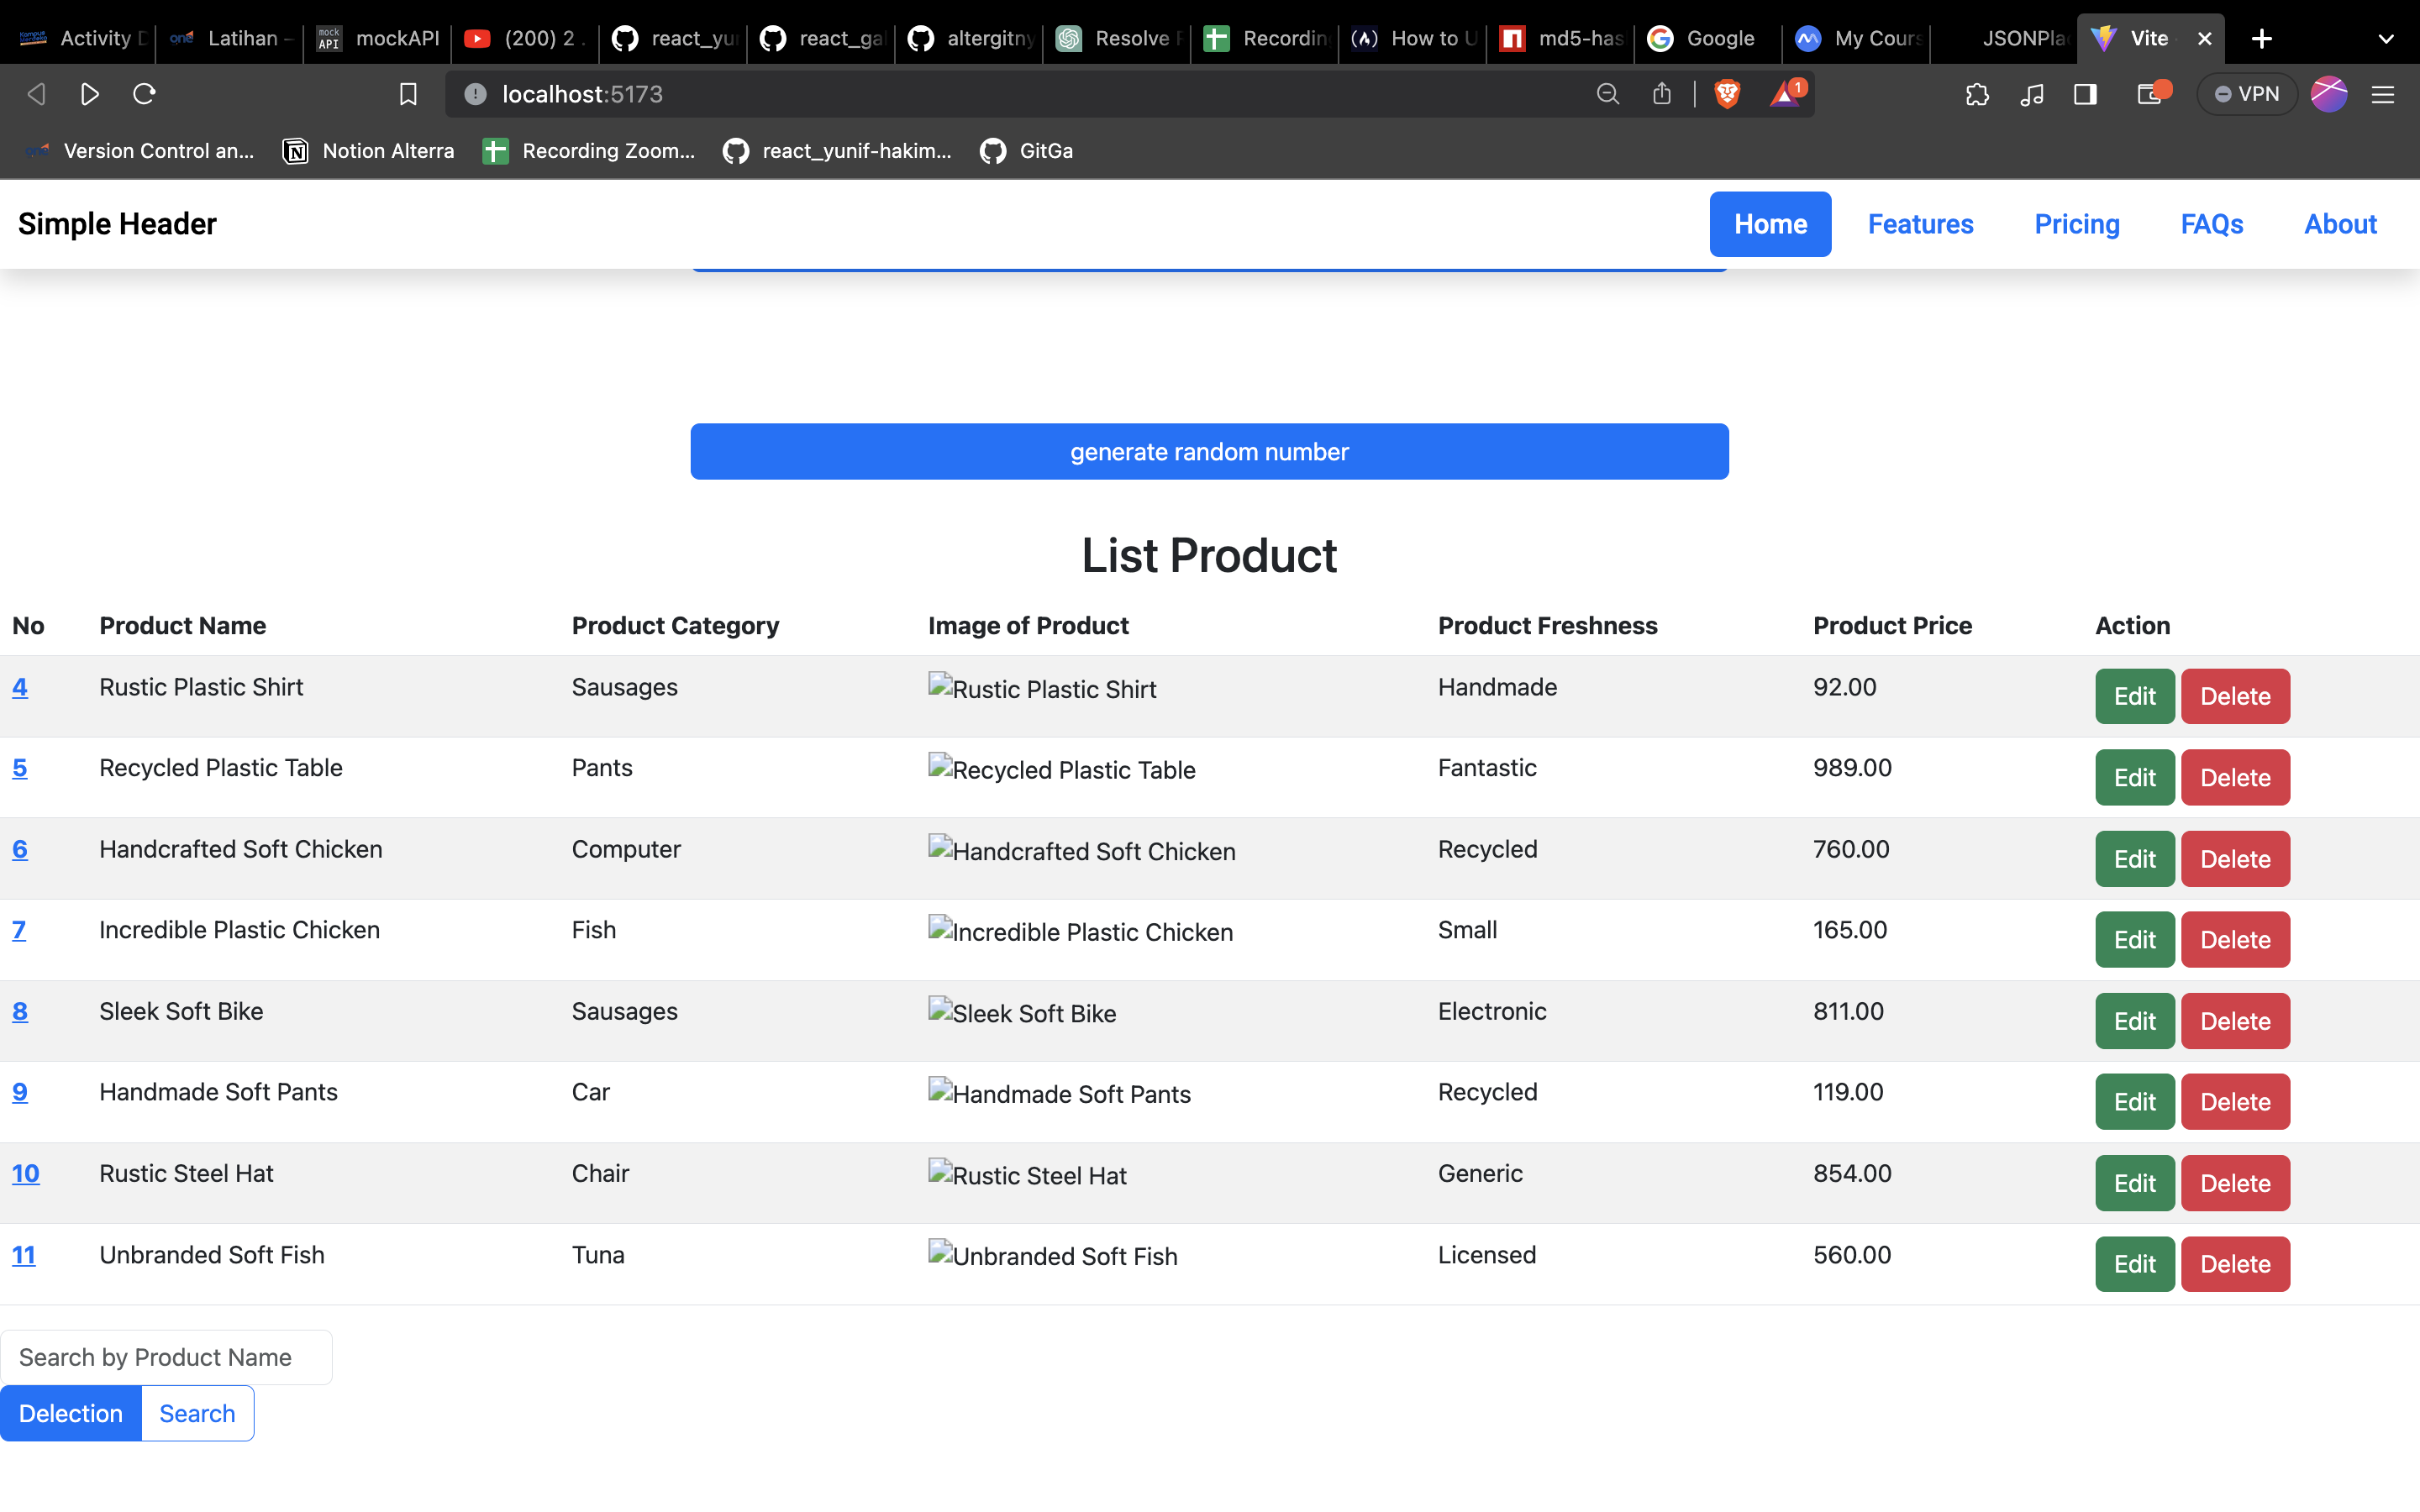 Activity D Latihan – mockAPI (200) 2 . react_yu react_ga altergitny Resolve Recordin How to U md5-has Google My Cours JSONPla Vite
localhost:5173 1 VPN
Version Control an... Notion Alterra Recording Zoom... react_yunif-hakim... GitGa
Simple Header Home Features Pricing FAQs About
generate random number
List Product
No Product Name Product Category Image of Product Product Freshness Product Price Action
4 Rustic Plastic Shirt Sausages Rustic Plastic Shirt Handmade 92.00 Edit Delete
5 Recycled Plastic Table Pants Recycled Plastic Table Fantastic 989.00 Edit Delete
6 Handcrafted Soft Chicken Computer Handcrafted Soft Chicken Recycled 760.00 Edit Delete
7 Incredible Plastic Chicken Fish Incredible Plastic Chicken Small 165.00 Edit Delete
8 Sleek Soft Bike Sausages Sleek Soft Bike Electronic 811.00 Edit Delete
9 Handmade Soft Pants Car Handmade Soft Pants Recycled 119.00 Edit Delete
10 Rustic Steel Hat Chair Rustic Steel Hat Generic 854.00 Edit Delete
11 Unbranded Soft Fish Tuna Unbranded Soft Fish Licensed 560.00 Edit Delete
Search by Product Name
Delection Search